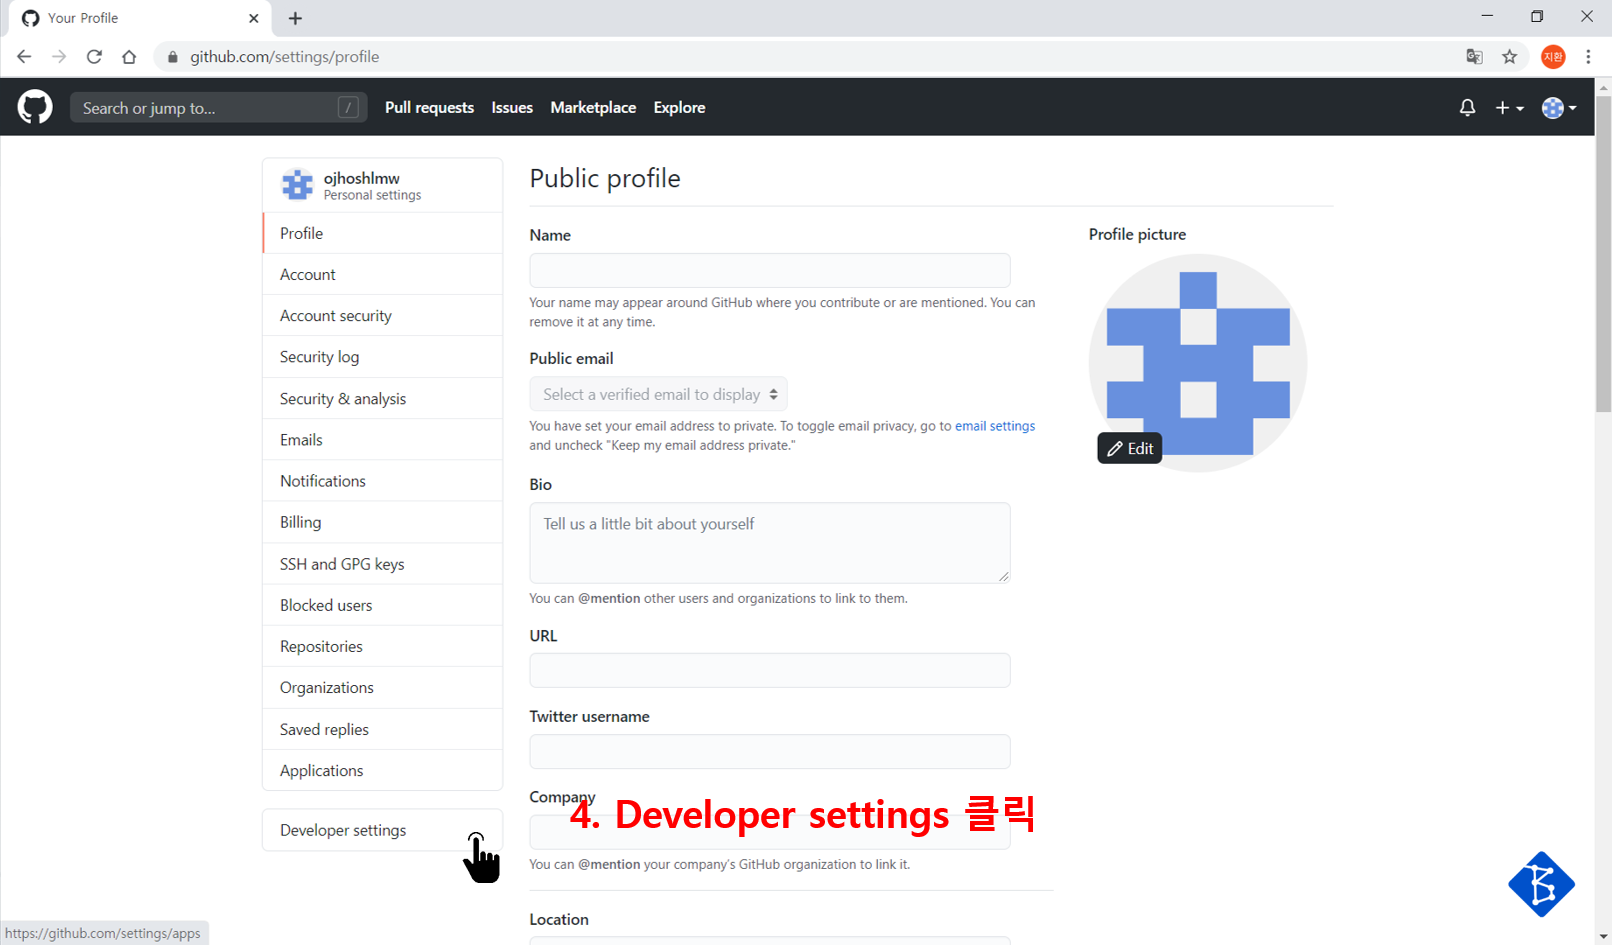 Your Profile
github.com/settings/profile
지환
Search or jump to...
/
Pull requests
Issues
Marketplace
Explore
ojhoshlmw
Personal settings
Profile
Account
Account security
Security log
Security & analysis
Emails
Notifications
Billing
SSH and GPG keys
Blocked users
Repositories
Organizations
Saved replies
Applications
Developer settings
Public profile
Name
Your name may appear around GitHub where you contribute or are mentioned. You can
remove it at any time.
Public email
Select a verified email to display
You have set your email address to private. To toggle email privacy, go to email settings
and uncheck "Keep my email address private."
Bio
Tell us a little bit about yourself
You can @mention other users and organizations to link to them.
URL
Twitter username
Company
4. Developer settings 클릭
You can @mention your company's GitHub organization to link it.
Location
Profile picture
Edit
https://github.com/settings/apps